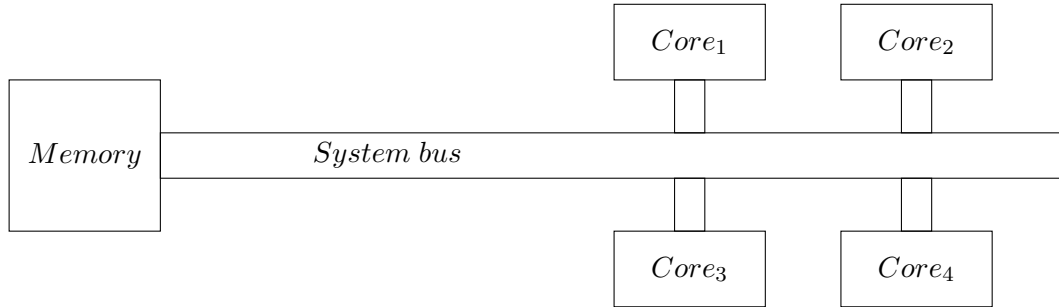 Core₁
Core₂
Memory
System bus
Core₃
Core₄